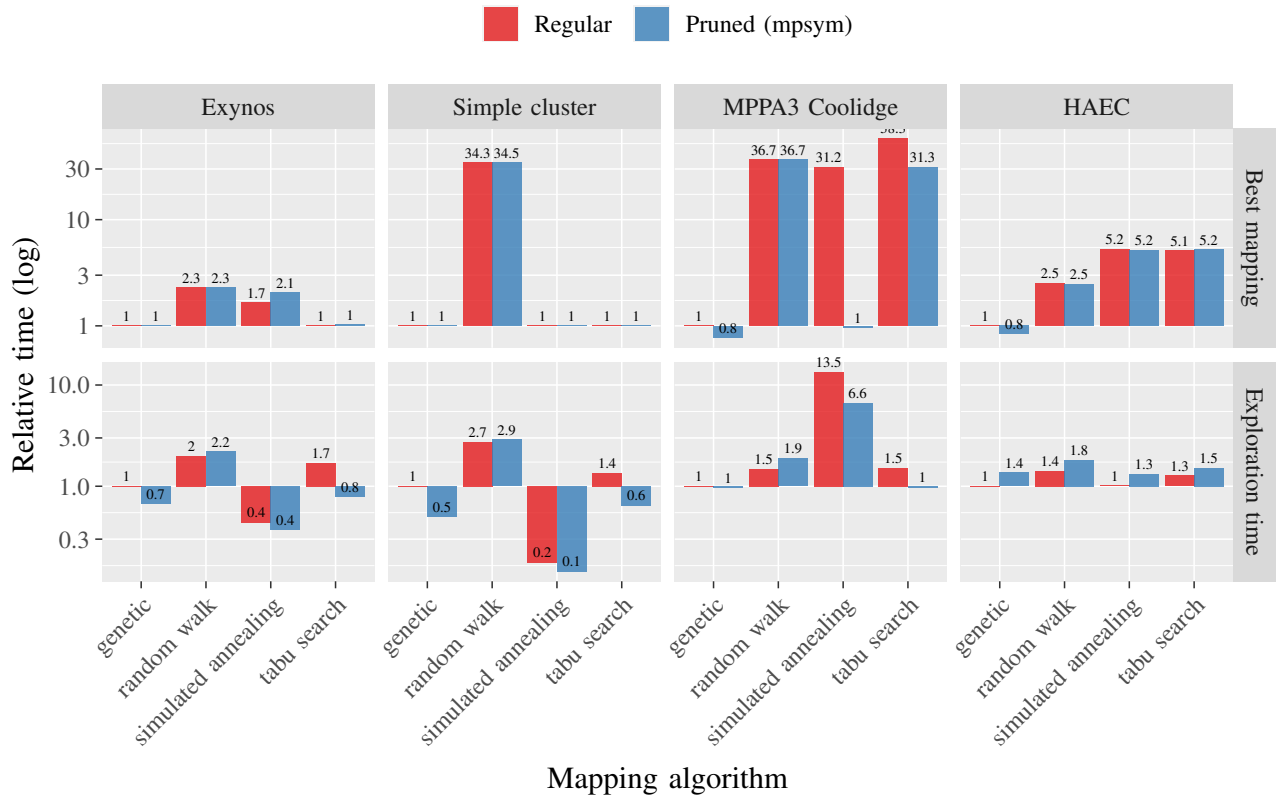 Regular Pruned (mpsym)
Exynos Simple cluster MPPA3 Coolidge HAEC
Relative time (log)
Best mapping
30
10
3
1
1 1 2.3 2.3 1.7 2.1 1 1
1 1 34.3 34.5 1 1 1 1
1 0.8 36.7 36.7 31.2 1 31.3
1 0.8 2.5 2.5 5.2 5.2 5.1 5.2
Exploration time
10.0
3.0
1.0
0.3
1 0.7 2 2.2 0.4 0.4 1.7 0.8
1 0.5 2.7 2.9 0.2 0.1 1.4 0.6
1 1 1.5 1.9 13.5 6.6 1.5 1
1 1.4 1.4 1.8 1 1.3 1.3 1.5
genetic random walk simulated annealing tabu search
genetic random walk simulated annealing tabu search
genetic random walk simulated annealing tabu search
genetic random walk simulated annealing tabu search
Mapping algorithm